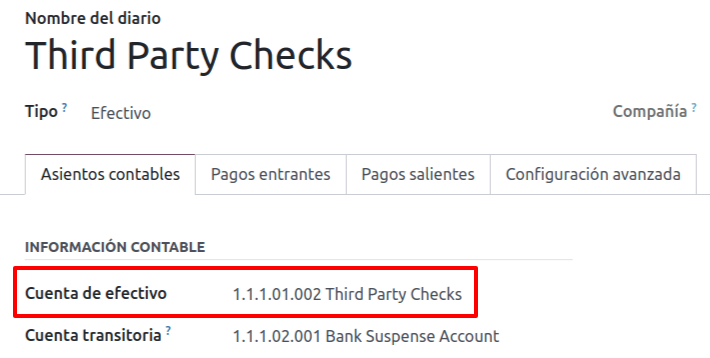 Nombre del diario
Third Party Checks
Tipo ? Efectivo Compañía ?
Asientos contables Pagos entrantes Pagos salientes Configuración avanzada
INFORMACIÓN CONTABLE
Cuenta de efectivo 1.1.1.01.002 Third Party Checks
Cuenta transitoria ? 1.1.1.02.001 Bank Suspense Account